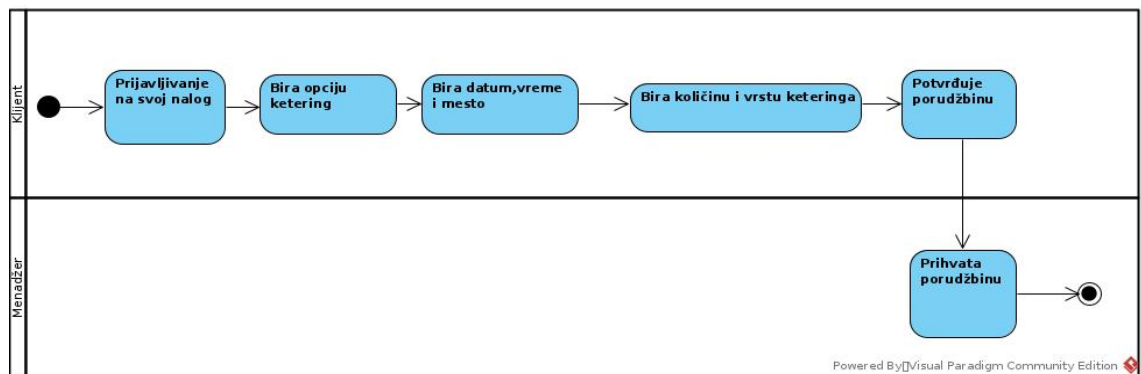 Klijent
Prijavljivanje
na svoj nalog
Bira opciju
ketering
Bira datum,vreme
i mesto
Bira količinu i vrstu keteringa
Potvrđuje
porudžbinu
Menadžer
Prihvata
porudžbinu
Powered By▯Visual Paradigm Community Edition